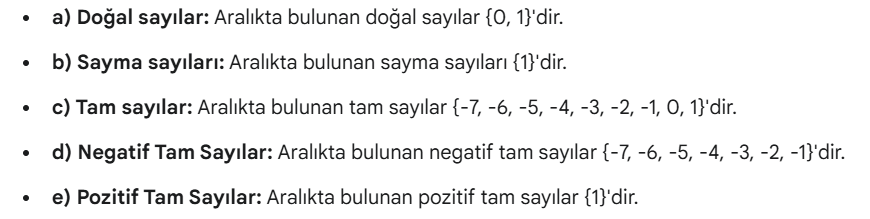 • a) Doğal sayılar: Aralıkta bulunan doğal sayılar {0, 1}'dir.
• b) Sayma sayıları: Aralıkta bulunan sayma sayıları {1}'dir.
• c) Tam sayılar: Aralıkta bulunan tam sayılar {-7, -6, -5, -4, -3, -2, -1, 0, 1}'dir.
• d) Negatif Tam Sayılar: Aralıkta bulunan negatif tam sayılar {-7, -6, -5, -4, -3, -2, -1}'dir.
• e) Pozitif Tam Sayılar: Aralıkta bulunan pozitif tam sayılar {1}'dir.